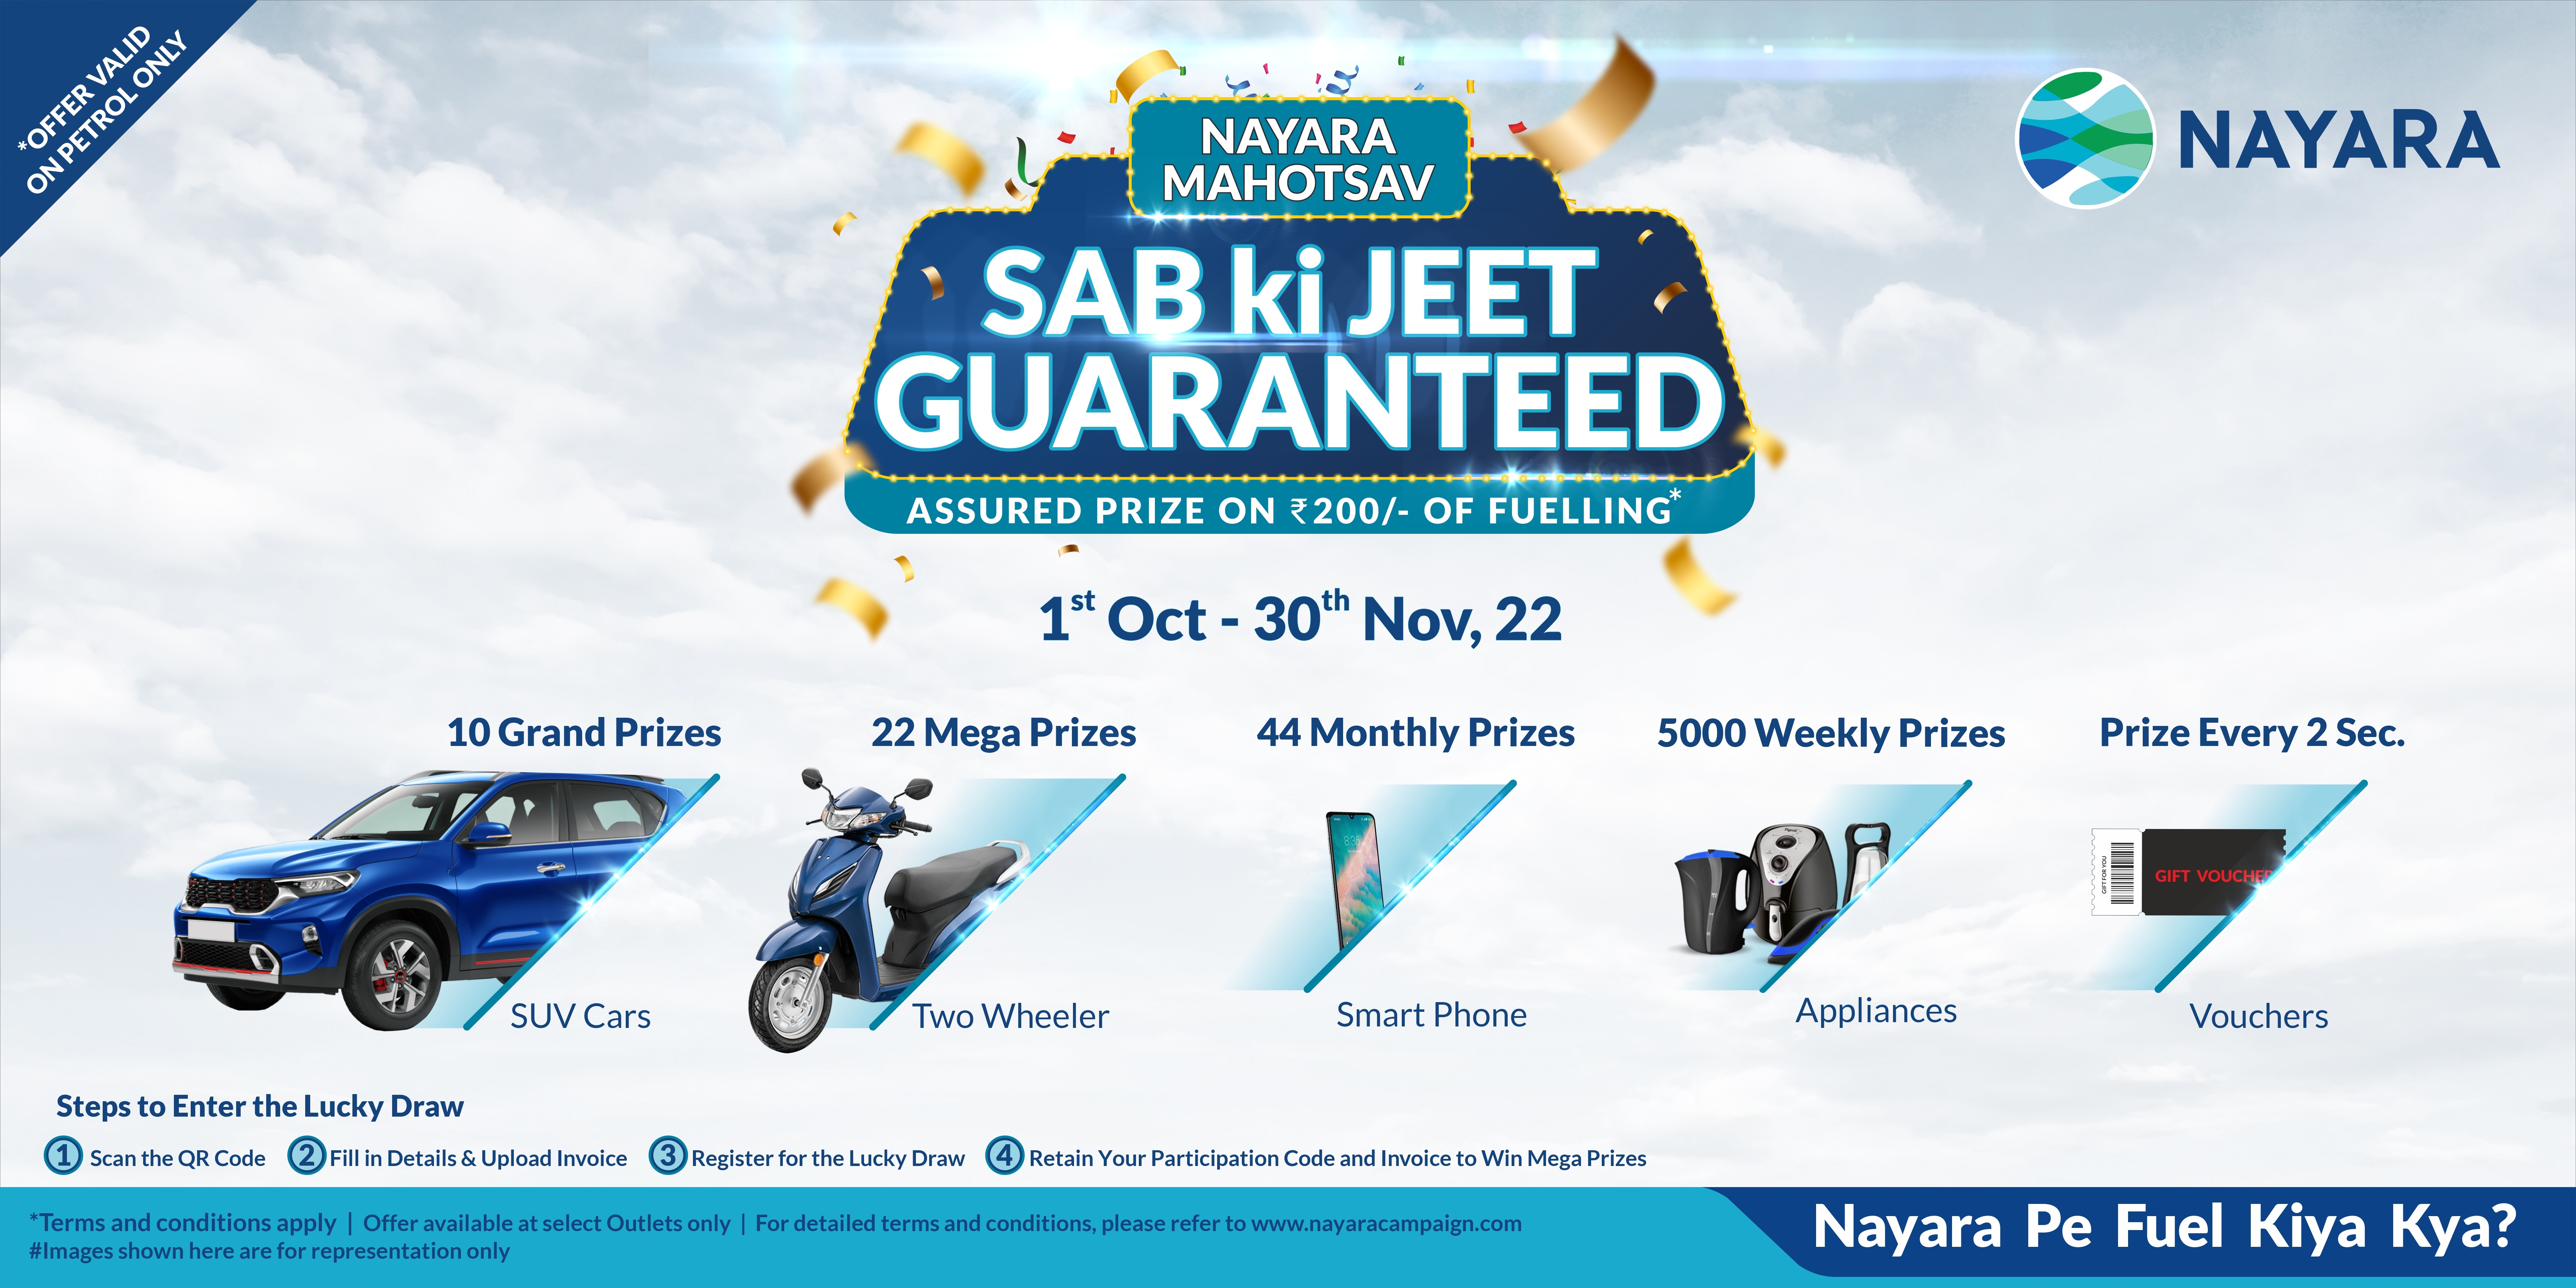 *OFFER VALID
ON PETROL ONLY
NAYARA
MAHOTSAV
NAYARA
SAB ki JEET
GUARANTEED
ASSURED PRIZE ON ₹200/- OF FUELLING*
1st Oct - 30th Nov, 22
10 Grand Prizes
22 Mega Prizes
44 Monthly Prizes
5000 Weekly Prizes
Prize Every 2 Sec.
GIFT FOR YOU
GIFT VOUCHER
SUV Cars
Two Wheeler
Smart Phone
Appliances
Vouchers
Steps to Enter the Lucky Draw
1 Scan the QR Code
2 Fill in Details & Upload Invoice
3 Register for the Lucky Draw
4 Retain Your Participation Code and Invoice to Win Mega Prizes
*Terms and conditions apply | Offer available at select Outlets only | For detailed terms and conditions, please refer to www.nayaracampaign.com
#Images shown here are for representation only
Nayara Pe Fuel Kiya Kya?